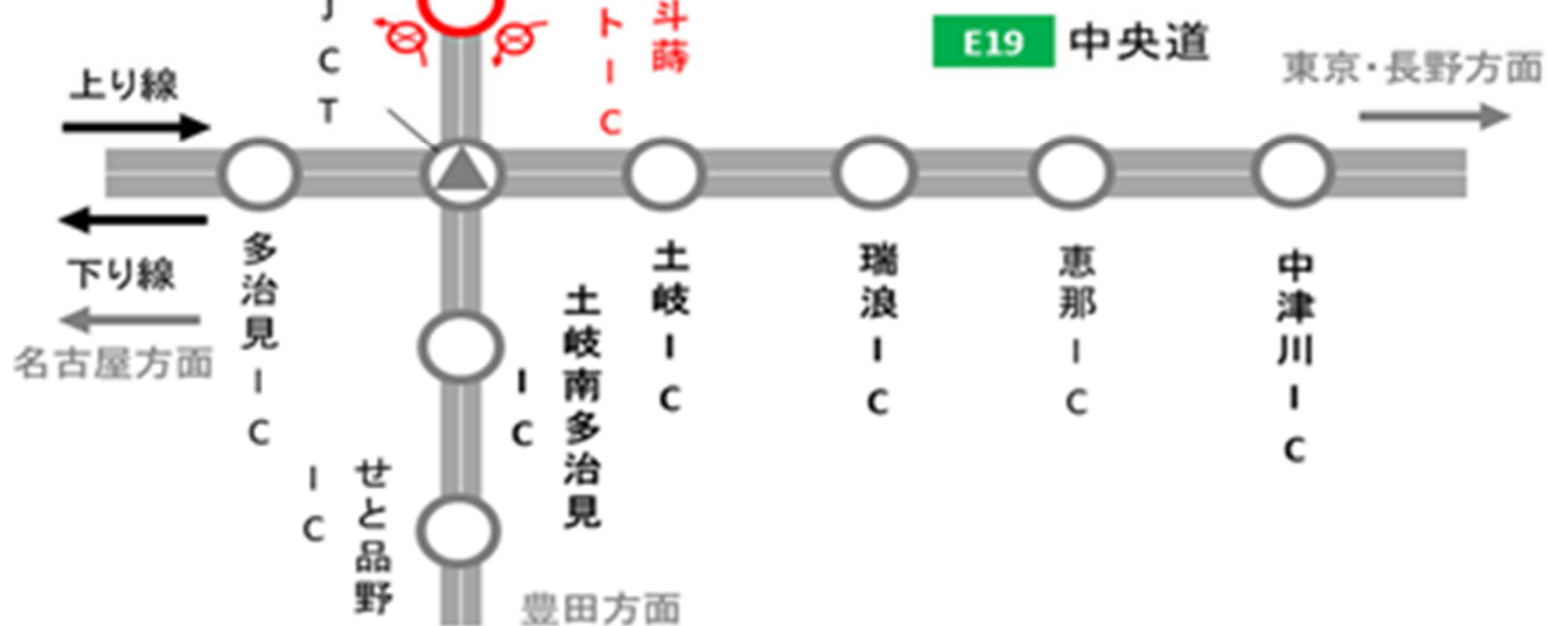 JCT
トIC
斗蒔
E19 中央道
東京・長野方面
上り線
下り線
名古屋方面
多治見IC
土岐南多治見
IC
土岐IC
瑞浪IC
恵那IC
中津川IC
せと品野
IC
豊田方面